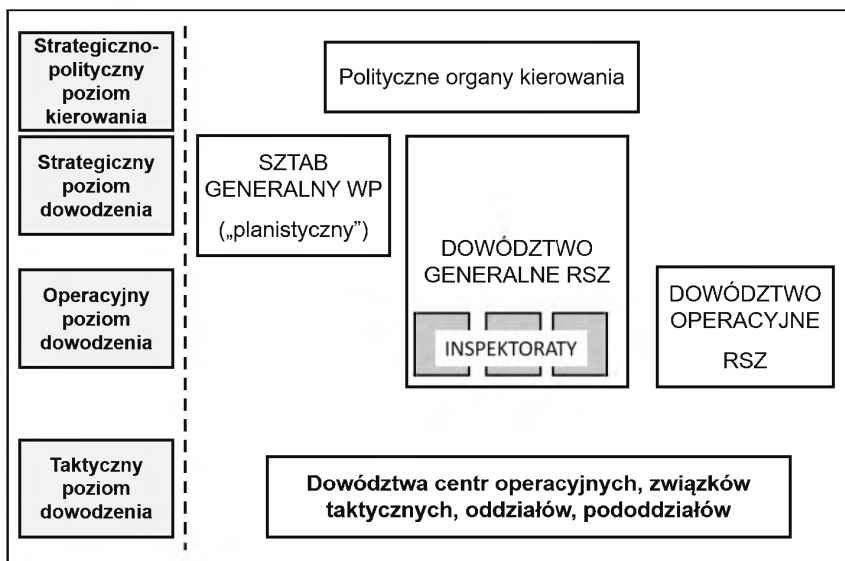 Strategiczno-
polityczny
poziom
kierowania
Polityczne organy kierowania
Strategiczny
poziom
dowodzenia
SZTAB
GENERALNY WP
(„planistyczny”)
DOWÓDZTWO
GENERALNE RSZ
INSPEKTORATY
Operacyjny
poziom
dowodzenia
DOWÓDZTWO
OPERACYJNE
RSZ
Taktyczny
poziom
dowodzenia
Dowództwa centr operacyjnych, związków
taktycznych, oddziałów, pododdziałów